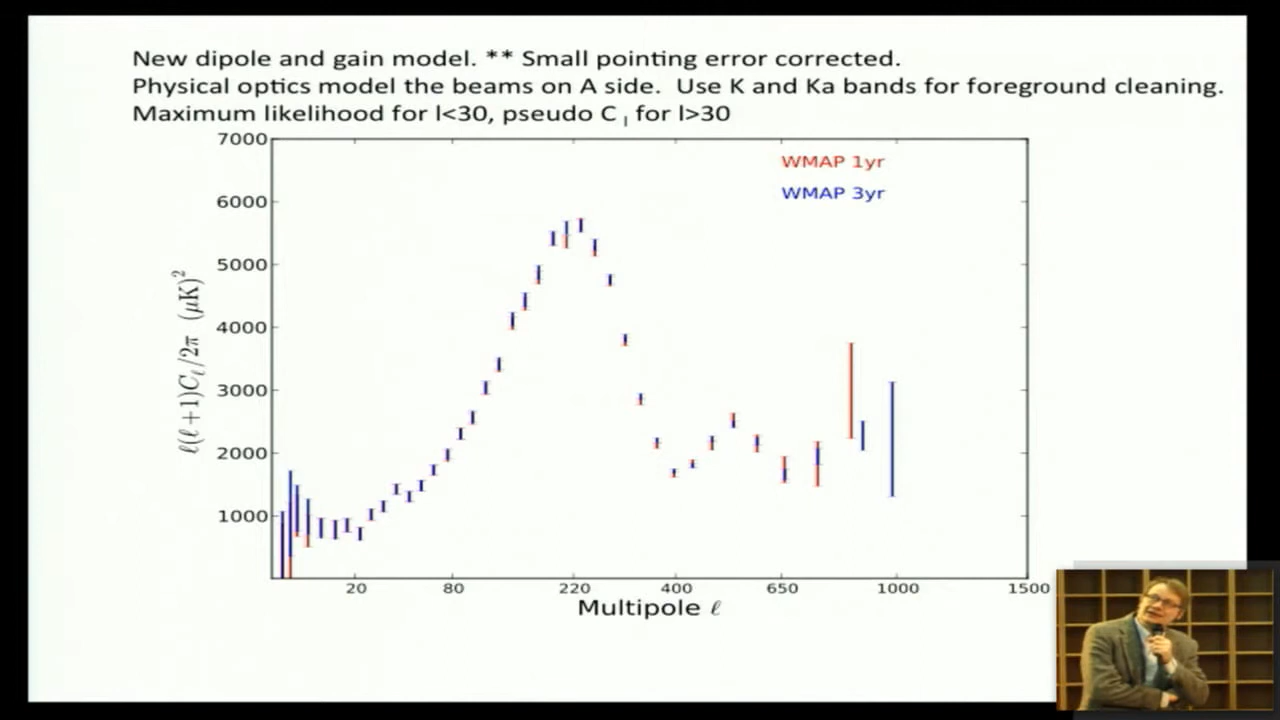 New dipole and gain model. ** Small pointing error corrected.
Physical optics model the beams on A side. Use K and Ka bands for foreground cleaning.
Maximum likelihood for l<30, pseudo C l for l>30
7000
WMAP 1yr
WMAP 3yr
6000
5000
4000
3000
2000
1000
ℓ(ℓ+1)Cℓ/2π (μK)²
20 80 220 400 650 1000 1500
Multipole ℓ